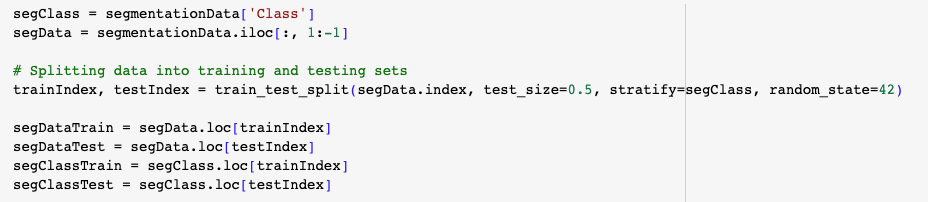 segClass = segmentationData['Class']
segData = segmentationData.iloc[:, 1:-1]
# Splitting data into training and testing sets
trainIndex, testIndex = train_test_split(segData.index, test_size=0.5, stratify=segClass, random_state=42)
segDataTrain = segData.loc[trainIndex]
segDataTest = segData.loc[testIndex]
segClassTrain = segClass.loc[trainIndex]
segClassTest = segClass.loc[testIndex]